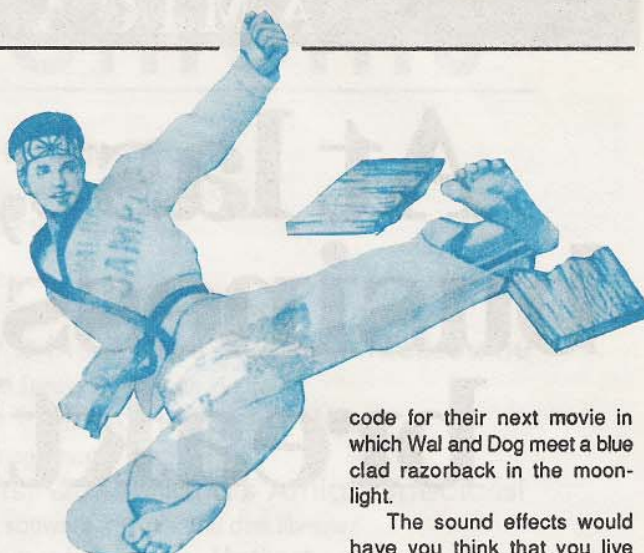 code for their next movie in
which Wal and Dog meet a blue
clad razorback in the moon-
light.
The sound effects would
have you think that you live